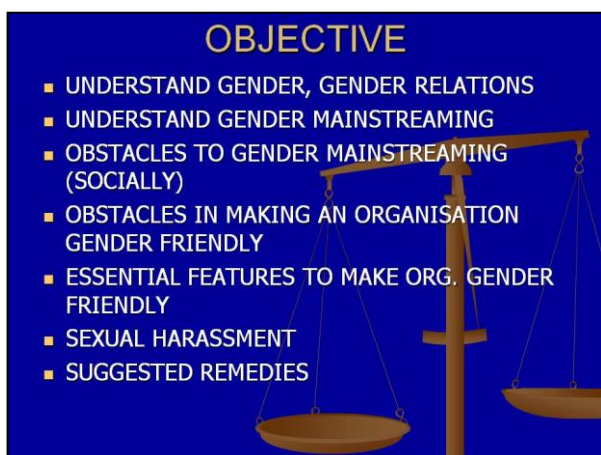 OBJECTIVE
▪ UNDERSTAND GENDER, GENDER RELATIONS
▪ UNDERSTAND GENDER MAINSTREAMING
▪ OBSTACLES TO GENDER MAINSTREAMING
(SOCIALLY)
▪ OBSTACLES IN MAKING AN ORGANISATION
GENDER FRIENDLY
▪ ESSENTIAL FEATURES TO MAKE ORG. GENDER
FRIENDLY
▪ SEXUAL HARASSMENT
▪ SUGGESTED REMEDIES